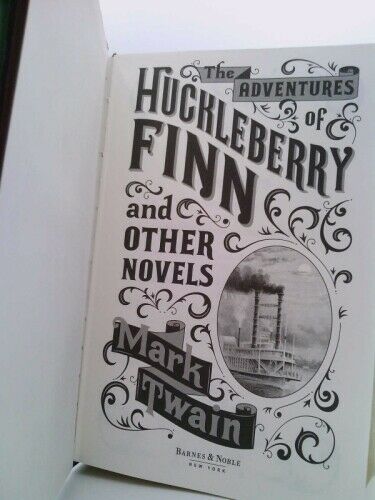 The ADVENTURES
of
HUCKLEBERRY
FINN
and
OTHER
NOVELS
Mark
Twain
BARNES & NOBLE
NEW YORK